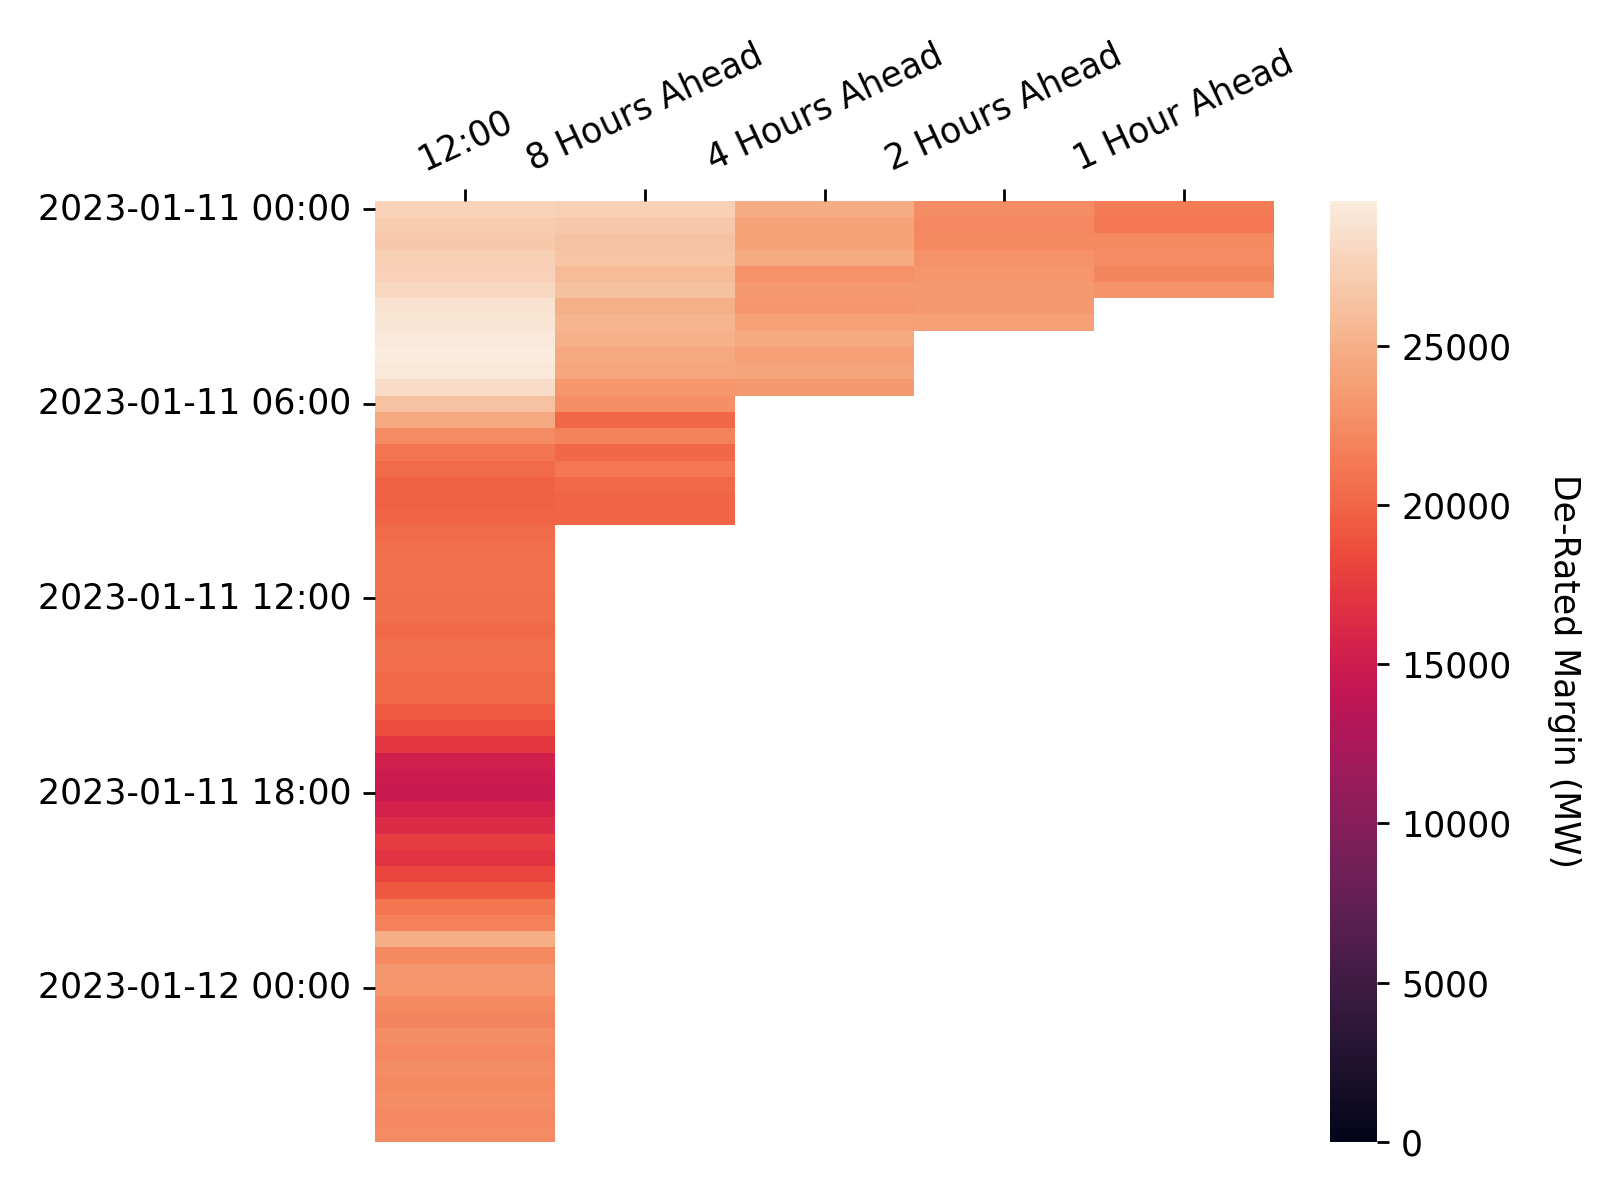 12:00
8 Hours Ahead
4 Hours Ahead
2 Hours Ahead
1 Hour Ahead
2023-01-11 00:00
2023-01-11 06:00
2023-01-11 12:00
2023-01-11 18:00
2023-01-12 00:00
25000
20000
15000
10000
5000
0
De-Rated Margin (MW)